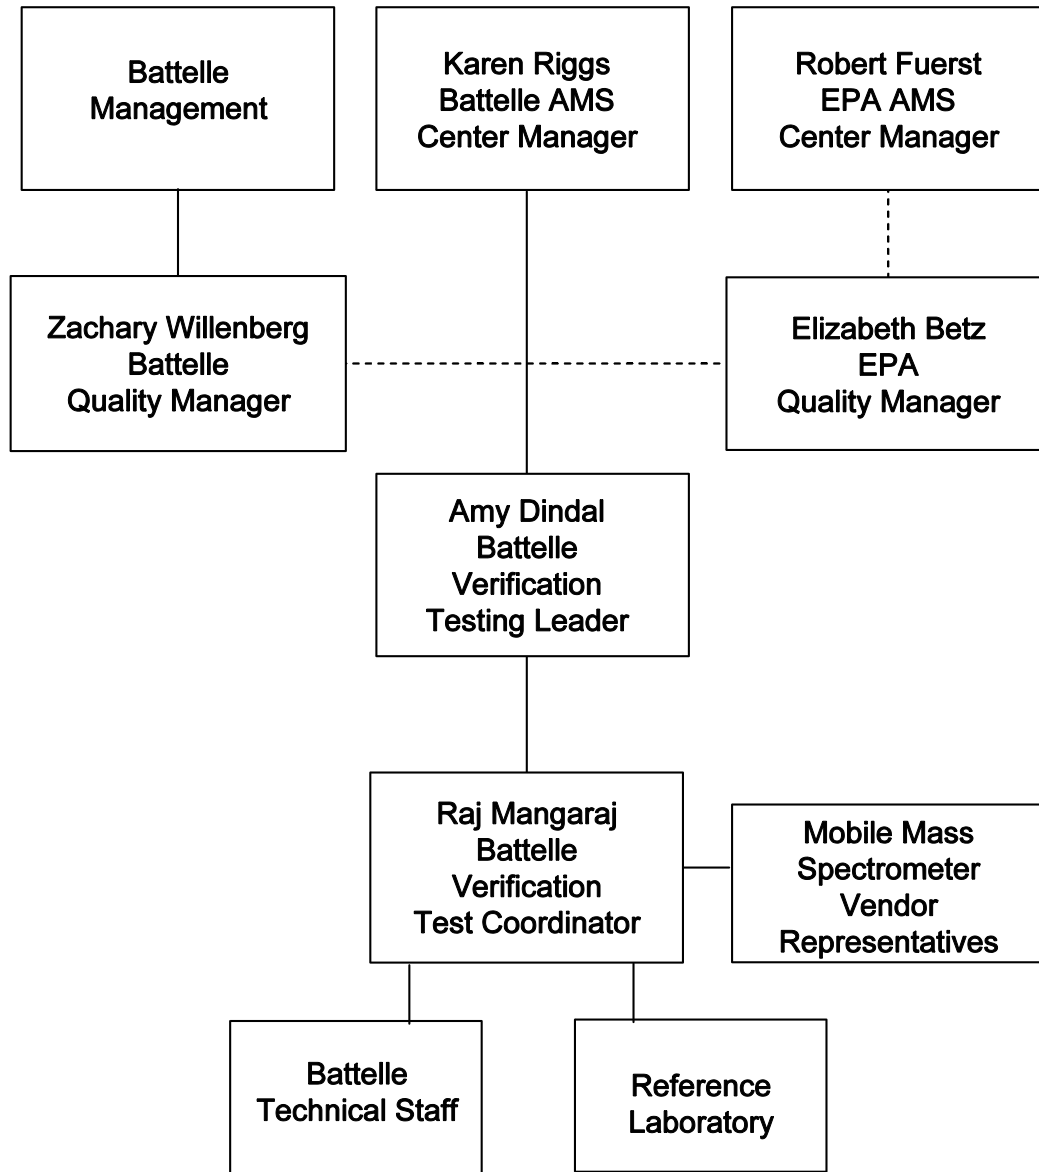 Battelle
Management
Karen Riggs
Battelle AMS
Center Manager
Robert Fuerst
EPA AMS
Center Manager
Zachary Willenberg
Battelle
Quality Manager
Elizabeth Betz
EPA
Quality Manager
Amy Dindal
Battelle
Verification
Testing Leader
Raj Mangaraj
Battelle
Verification
Test Coordinator
Mobile Mass
Spectrometer
Vendor
Representatives
Battelle
Technical Staff
Reference
Laboratory